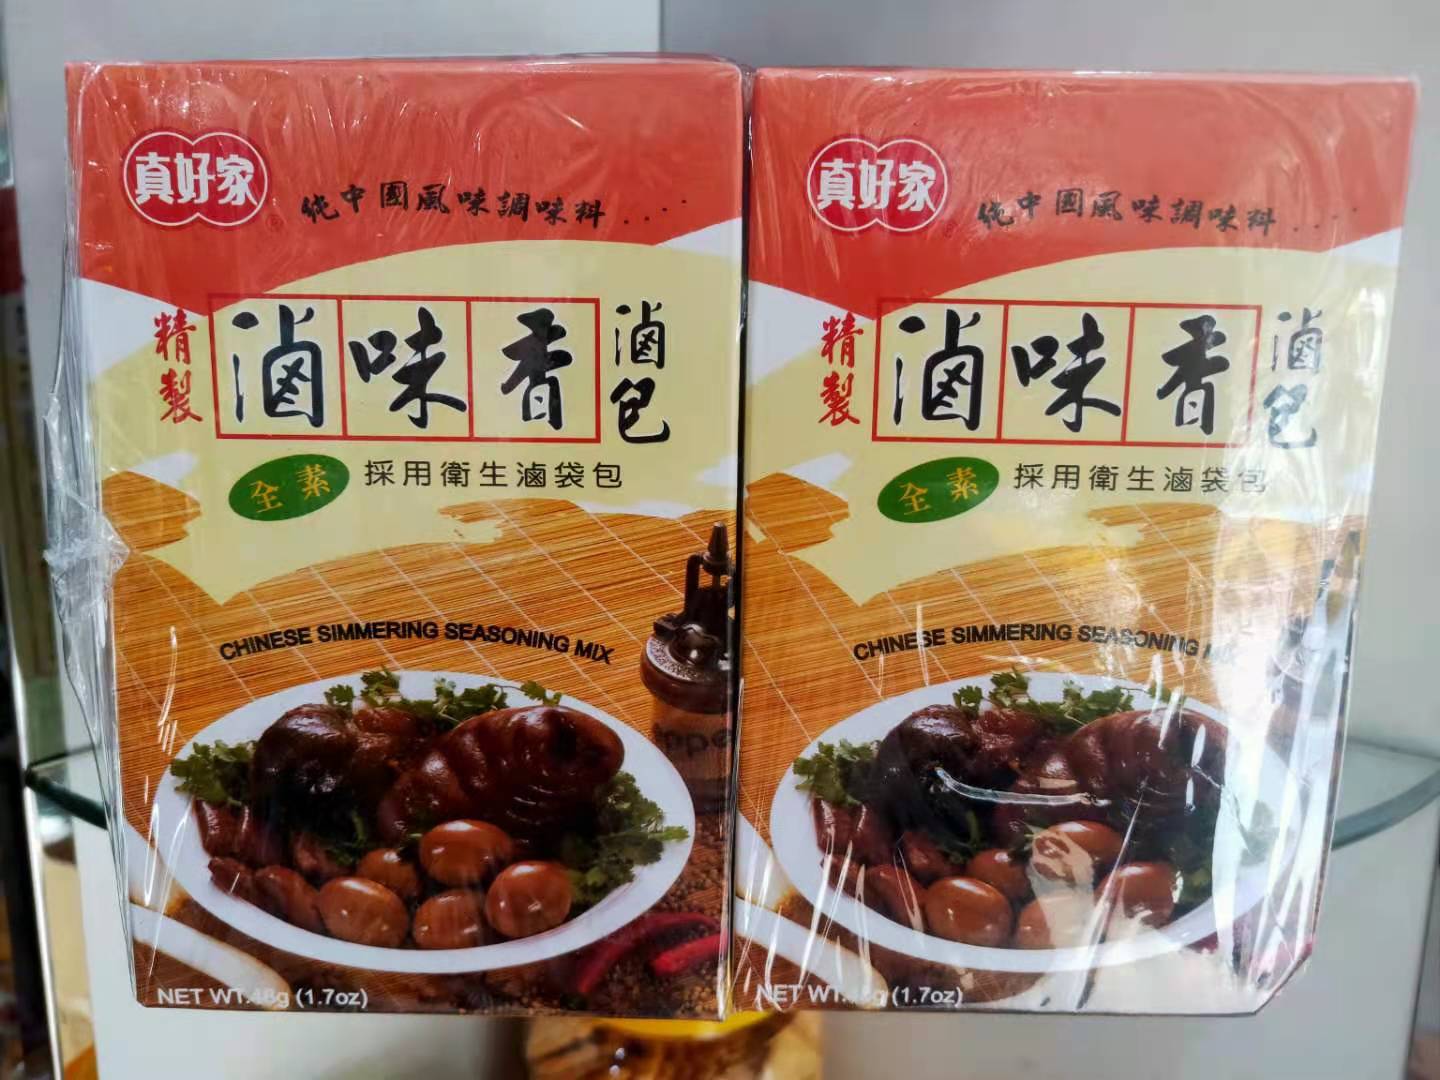 真好家
純中國風味調味料....
精製
滷味香
滷包
全素
採用衛生滷袋包
CHINESE SIMMERING SEASONING MIX
NET WT.48g (1.7oz)
真好家
純中國風味調味料....
精製
滷味香
滷包
全素
採用衛生滷袋包
CHINESE SIMMERING SEASONING MIX
NET WT. (1.7oz)